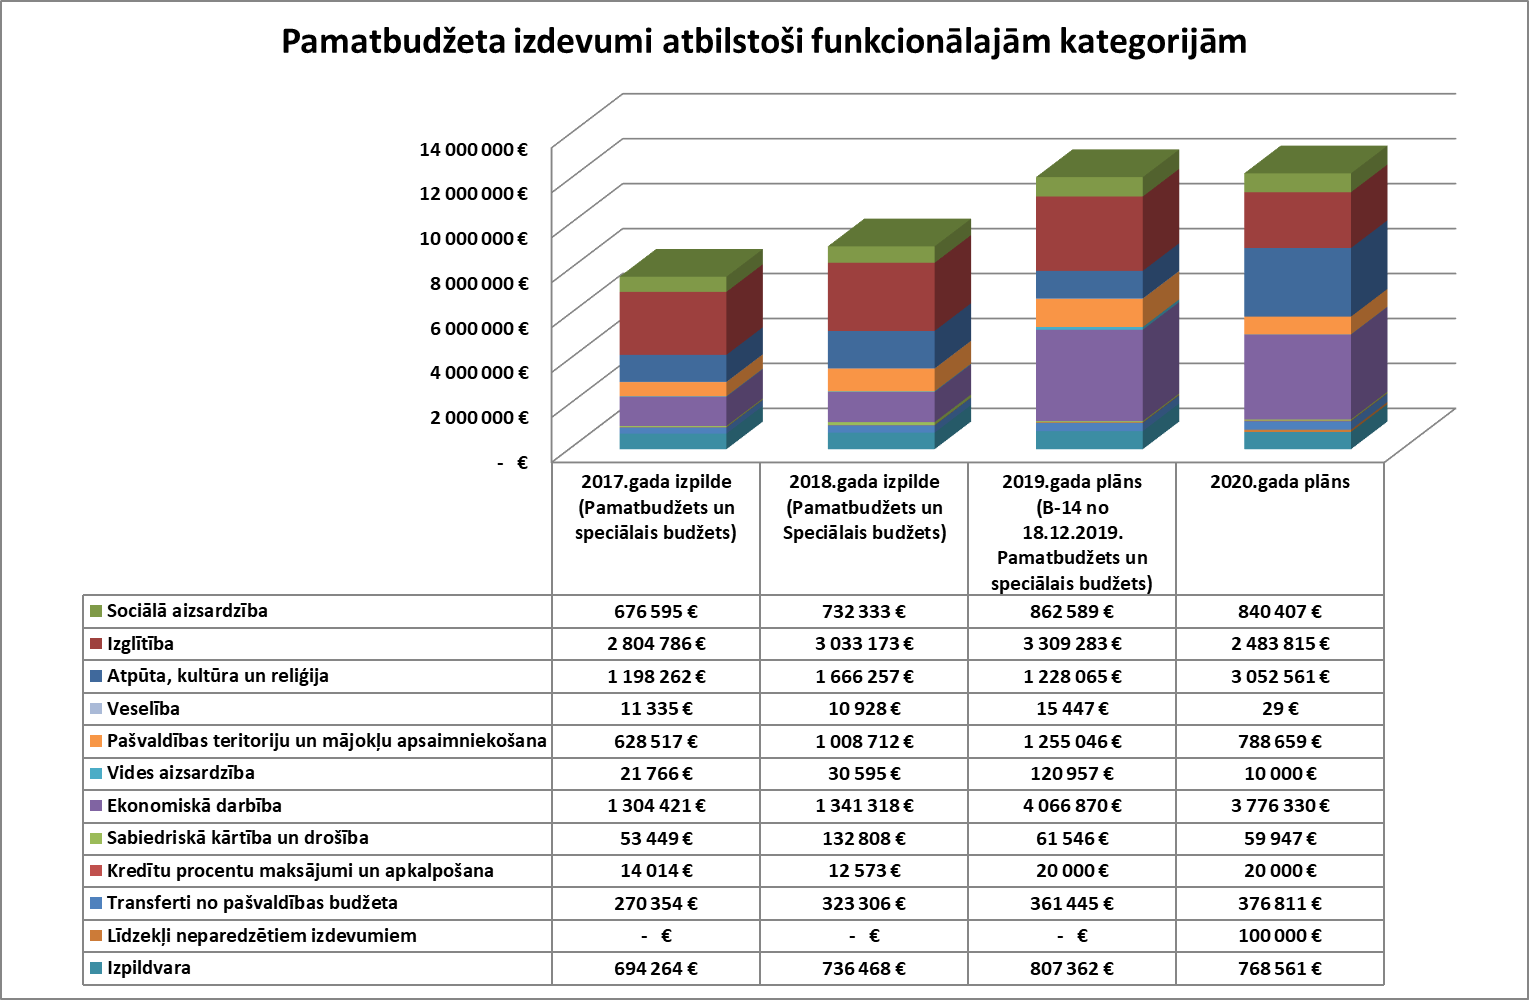 Pamatbudžeta izdevumi atbilstoši funkcionālajām kategorijām
14 000 000 €
12 000 000 €
10 000 000 €
8 000 000 €
6 000 000 €
4 000 000 €
2 000 000 €
- €
2017.gada izpilde
(Pamatbudžets un
speciālais budžets)
2018.gada izpilde
(Pamatbudžets un
Speciālais budžets)
2019.gada plāns
(B-14 no
18.12.2019.
Pamatbudžets un
speciālais budžets)
2020.gada plāns
Sociālā aizsardzība 676 595 € 732 333 € 862 589 € 840 407 €
Izglītība 2 804 786 € 3 033 173 € 3 309 283 € 2 483 815 €
Atpūta, kultūra un reliģija 1 198 262 € 1 666 257 € 1 228 065 € 3 052 561 €
Veselība 11 335 € 10 928 € 15 447 € 29 €
Pašvaldības teritoriju un mājokļu apsaimniekošana 628 517 € 1 008 712 € 1 255 046 € 788 659 €
Vides aizsardzība 21 766 € 30 595 € 120 957 € 10 000 €
Ekonomiskā darbība 1 304 421 € 1 341 318 € 4 066 870 € 3 776 330 €
Sabiedriskā kārtība un drošība 53 449 € 132 808 € 61 546 € 59 947 €
Kredītu procentu maksājumi un apkalpošana 14 014 € 12 573 € 20 000 € 20 000 €
Transferti no pašvaldības budžeta 270 354 € 323 306 € 361 445 € 376 811 €
Līdzekļi neparedzētiem izdevumiem - € - € - € 100 000 €
Izpildvara 694 264 € 736 468 € 807 362 € 768 561 €